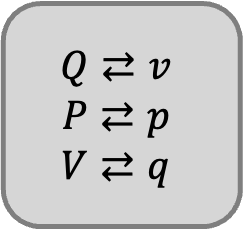 Q ⇄ v
P ⇄ p
V ⇄ q